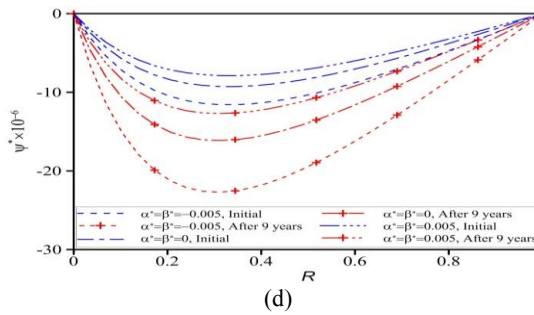 0
-10
-20
-30
ψ*×10⁻⁶
α*=β*=-0.005, Initial
α*=β*=-0.005, After 9 years
α*=β*=0, Initial
α*=β*=0, After 9 years
α*=β*=0.005, Initial
α*=β*=0.005, After 9 years
0 0.2 0.4 0.6 0.8
R
(d)